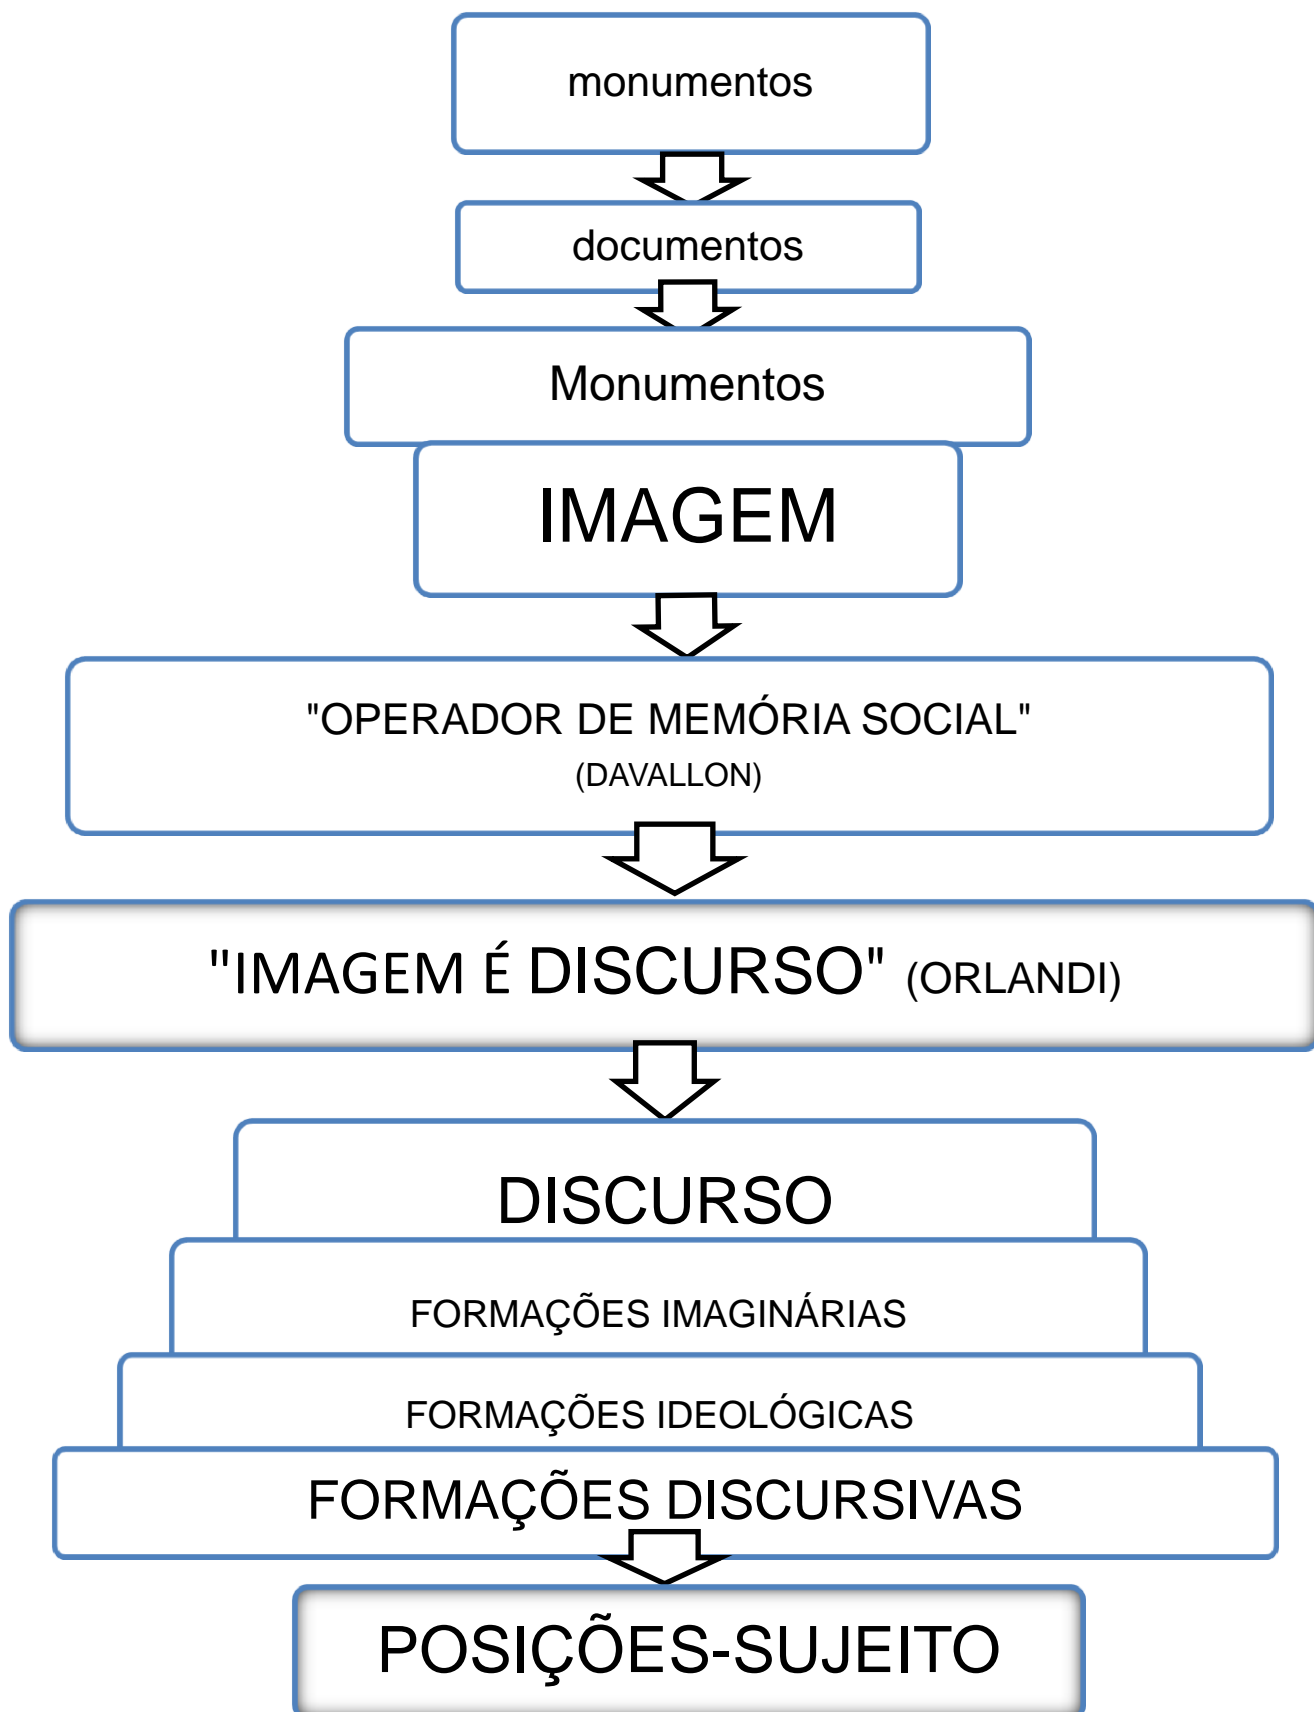 monumentos
documentos
Monumentos
IMAGEM
"OPERADOR DE MEMÓRIA SOCIAL"
(DAVALLON)
"IMAGEM É DISCURSO" (ORLANDI)
DISCURSO
FORMAÇÕES IMAGINÁRIAS
FORMAÇÕES IDEOLÓGICAS
FORMAÇÕES DISCURSIVAS
POSIÇÕES-SUJEITO